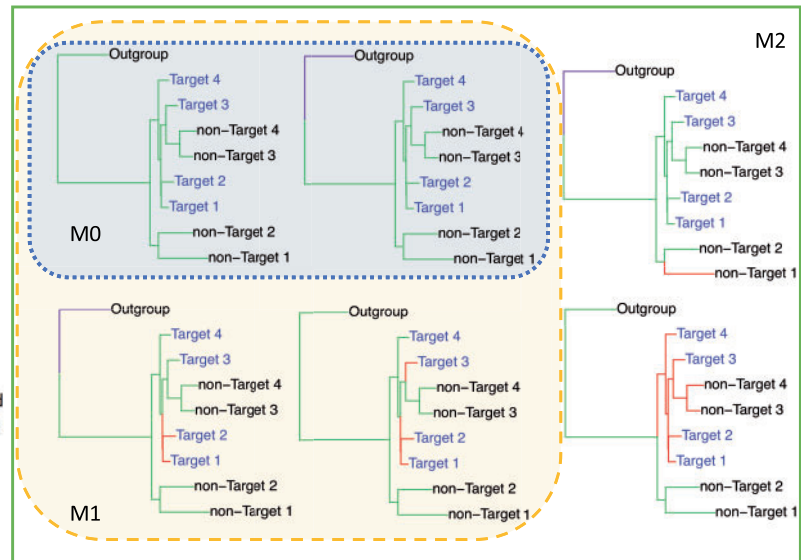 M2
Outgroup
Target 4
Target 3
non-Target 4
non-Target 3
Target 2
Target 1
non-Target 2
non-Target 1
M0
Outgroup
Target 4
Target 3
non-Target 4
non-Target 3
Target 2
Target 1
non-Target 2
non-Target 1
Outgroup
Target 4
Target 3
non-Target 4
non-Target 3
Target 2
Target 1
non-Target 2
non-Target 1
Outgroup
Target 4
Target 3
non-Target 4
non-Target 3
Target 2
Target 1
non-Target 2
non-Target 1
M1
Outgroup
Target 4
Target 3
non-Target 4
non-Target 3
Target 2
Target 1
non-Target 2
non-Target 1
Outgroup
Target 4
Target 3
non-Target 4
non-Target 3
Target 2
Target 1
non-Target 2
non-Target 1